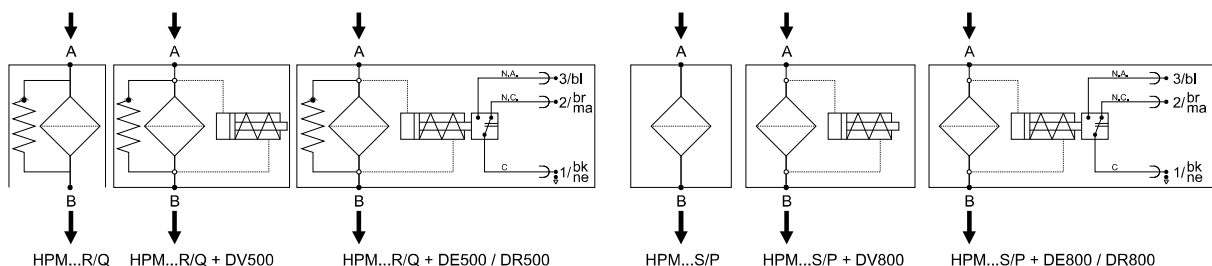 A A A A A A
N.A. 3/bl N.A. 3/bl
N.C. 2/ br ma N.C. 2/ br ma
C 1/ bk ne C 1/ bk ne
B B B B B B
HPM...R/Q HPM...R/Q + DV500 HPM...R/Q + DE500 / DR500 HPM...S/P HPM...S/P + DV800 HPM...S/P + DE800 / DR800